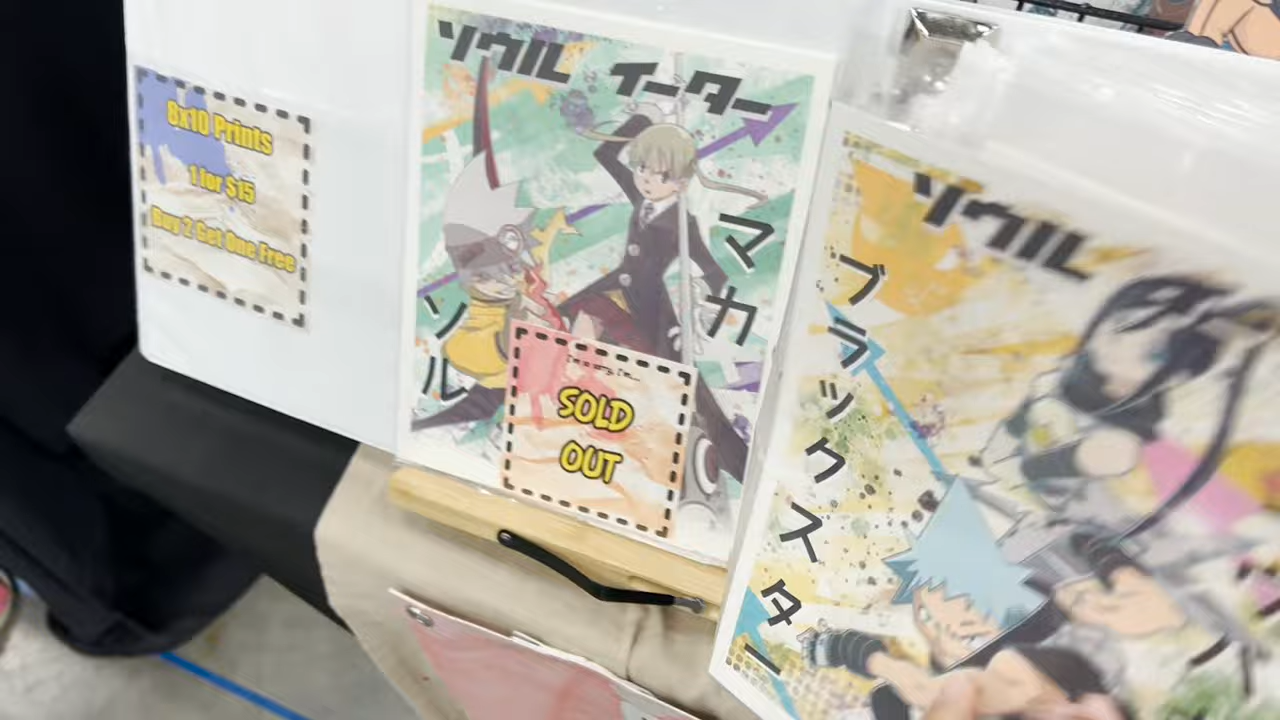 8x10 Prints
1 for $15
Buy 2 Get One Free
ソウル イーター
マカ
ソウル
I'm sorry, I'm...
SOLD
OUT
ソウル
ブラックスター